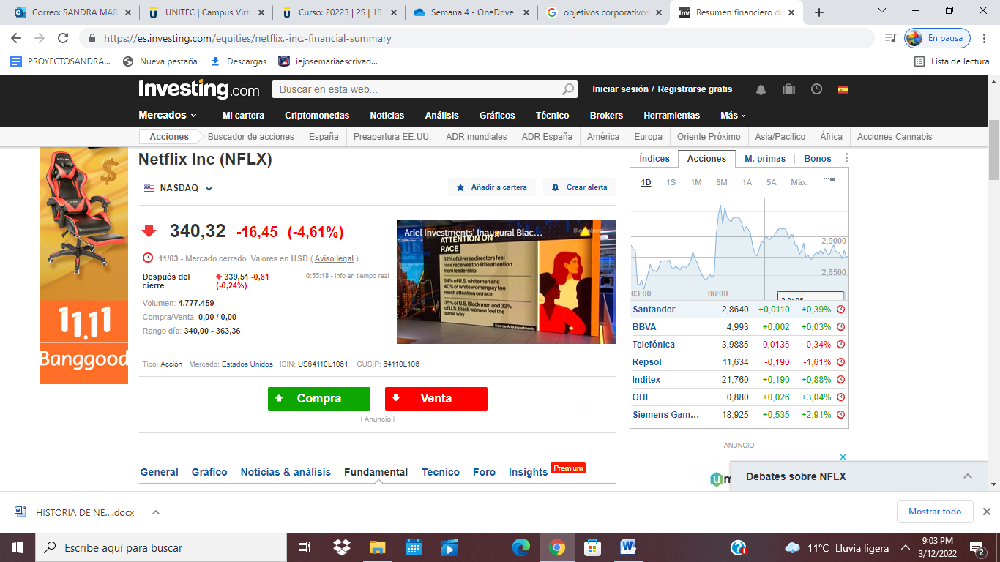 Correo: SANDRA MAR
UNITEC | Campus Virtu
Curso: 20223 | 2S | 1B
Semana 4 - OneDrive
objetivos corporativos
Resumen financiero de
https://es.investing.com/equities/netflix,-inc.-financial-summary
En pausa
PROYECTOSANDRA...
Nueva pestaña
Descargas
iejosemariaescrivad...
Lista de lectura
Investing.com
Buscar en esta web...
Iniciar sesión / Registrarse gratis
Mercados
Mi cartera
Criptomonedas
Noticias
Análisis
Gráficos
Técnico
Brokers
Herramientas
Más
Acciones
Buscador de acciones
España
Preapertura EE.UU.
ADR mundiales
ADR España
América
Europa
Oriente Próximo
Asia/Pacifico
África
Acciones Cannabis
$
11.11
Banggood
Netflix Inc (NFLX)
NASDAQ
Añadir a cartera
Crear alerta
340,32 -16,45 (-4,61%)
11/03 - Mercado cerrado. Valores en USD ( Aviso legal )
Después del cierre
339,51 -0,81
(-0,24%)
0:55:18 - Info en tiempo real
Volumen: 4.777.459
Compra/Venta: 0,00 / 0,00
Rango día: 340,00 - 363,36
Ariel Investments' Inaugural Blac...
Bloomberg
ATTENTION ON
RACE
62% of diverse directors feel
race receives too little attention
from leadership
54% of U.S. white men and
40% of white women pay too
much attention on race
35% of U.S. Black men and 32%
of U.S. Black women feel the
same way
Source: Ariel Investments
Tipo: Acción Mercado: Estados Unidos ISIN: US64110L1061 CUSIP: 64110L106
Compra
Venta
| Anuncio |
General
Gráfico
Noticias & análisis
Fundamental
Técnico
Foro
Insights
Premium
Índices
Acciones
M. primas
Bonos
1D 1S 1M 6M 1A 5A Máx.
2,9000
2,8500
03:00
06:00
Santander 2,8640 +0,0110 +0,39%
BBVA 4,993 +0,002 +0,03%
Telefónica 3,9885 -0,0135 -0,34%
Repsol 11,634 -0,190 -1,61%
Inditex 21,760 +0,190 +0,88%
OHL 0,880 +0,026 +3,04%
Siemens Gam... 18,925 +0,535 +2,91%
ANUNCIO
Debates sobre NFLX
HISTORIA DE NE....docx
Mostrar todo
Escribe aquí para buscar
11°C Lluvia ligera
9:03 PM
3/12/2022
2